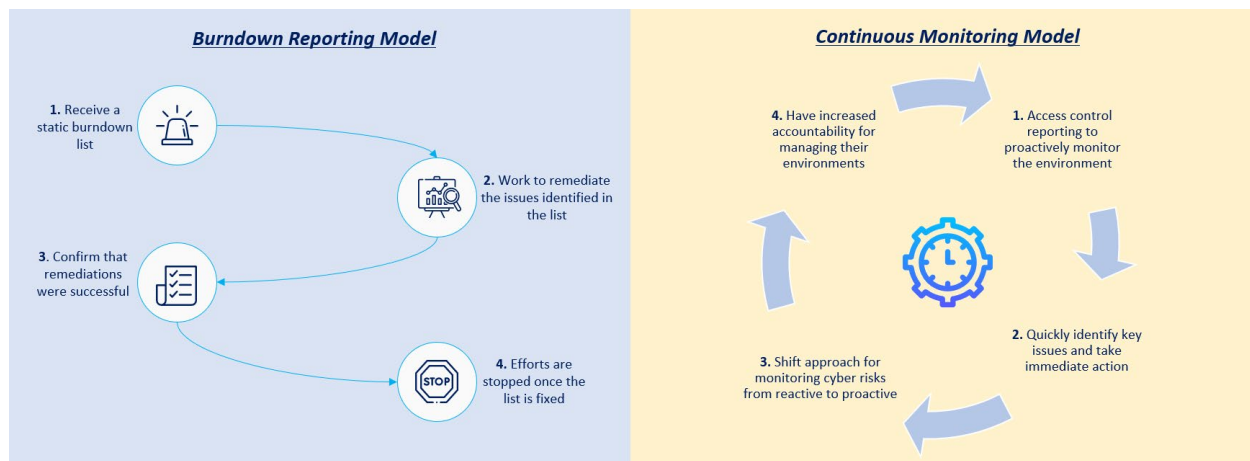 Burndown Reporting Model
1. Receive a
static burndown
list
2. Work to remediate
the issues identified in
the list
3. Confirm that
remediations
were successful
STOP
4. Efforts are
stopped once the
list is fixed
Continuous Monitoring Model
1. Access control
reporting to
proactively monitor
the environment
2. Quickly identify key
issues and take
immediate action
3. Shift approach for
monitoring cyber risks
from reactive to proactive
4. Have increased
accountability for
managing their
environments